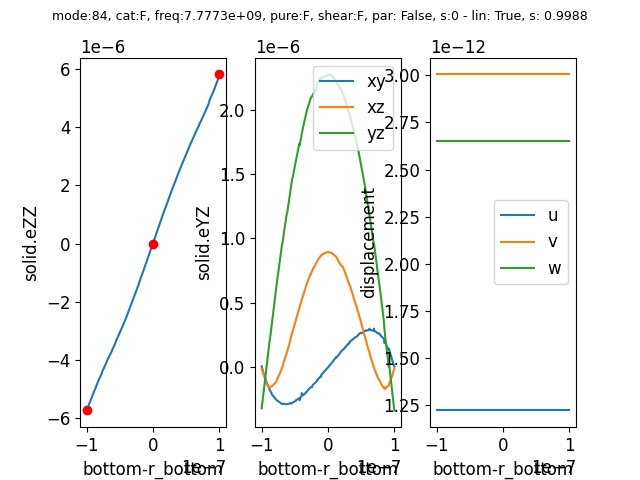 mode:84, cat:F, freq:7.7773e+09, pure:F, shear:F, par: False, s:0 - lin: True, s: 0.9988
1e−6
6
4
2
0
−2
−4
−6
solid.eZZ
−1
0
1
1e−7
bottom-r_bottom
1e−6
2.0
1.5
1.0
0.5
0.0
solid.eYZ
xy
xz
yz
−1
0
1
1e−7
bottom-r_bottom
1e−12
3.00
2.75
2.50
2.25
2.00
1.75
1.50
1.25
displacement
u
v
w
−1
0
1
1e−7
bottom-r_bottom